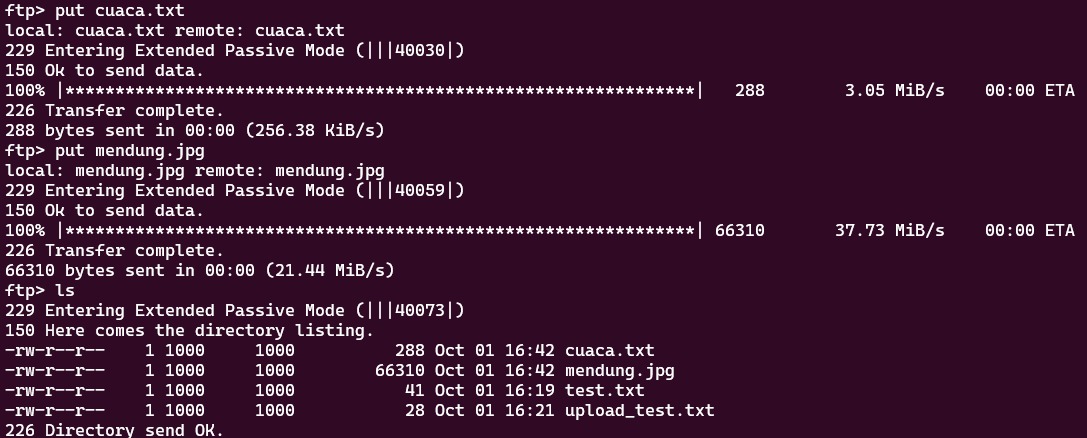 ftp> put cuaca.txt
local: cuaca.txt remote: cuaca.txt
229 Entering Extended Passive Mode (|||40030|)
150 Ok to send data.
100% |***************************************************************| 288 3.05 MiB/s 00:00 ETA
226 Transfer complete.
288 bytes sent in 00:00 (256.38 KiB/s)
ftp> put mendung.jpg
local: mendung.jpg remote: mendung.jpg
229 Entering Extended Passive Mode (|||40059|)
150 Ok to send data.
100% |***************************************************************| 66310 37.73 MiB/s 00:00 ETA
226 Transfer complete.
66310 bytes sent in 00:00 (21.44 MiB/s)
ftp> ls
229 Entering Extended Passive Mode (|||40073|)
150 Here comes the directory listing.
-rw-r--r-- 1 1000 1000 288 Oct 01 16:42 cuaca.txt
-rw-r--r-- 1 1000 1000 66310 Oct 01 16:42 mendung.jpg
-rw-r--r-- 1 1000 1000 41 Oct 01 16:19 test.txt
-rw-r--r-- 1 1000 1000 28 Oct 01 16:21 upload_test.txt
226 Directory send OK.